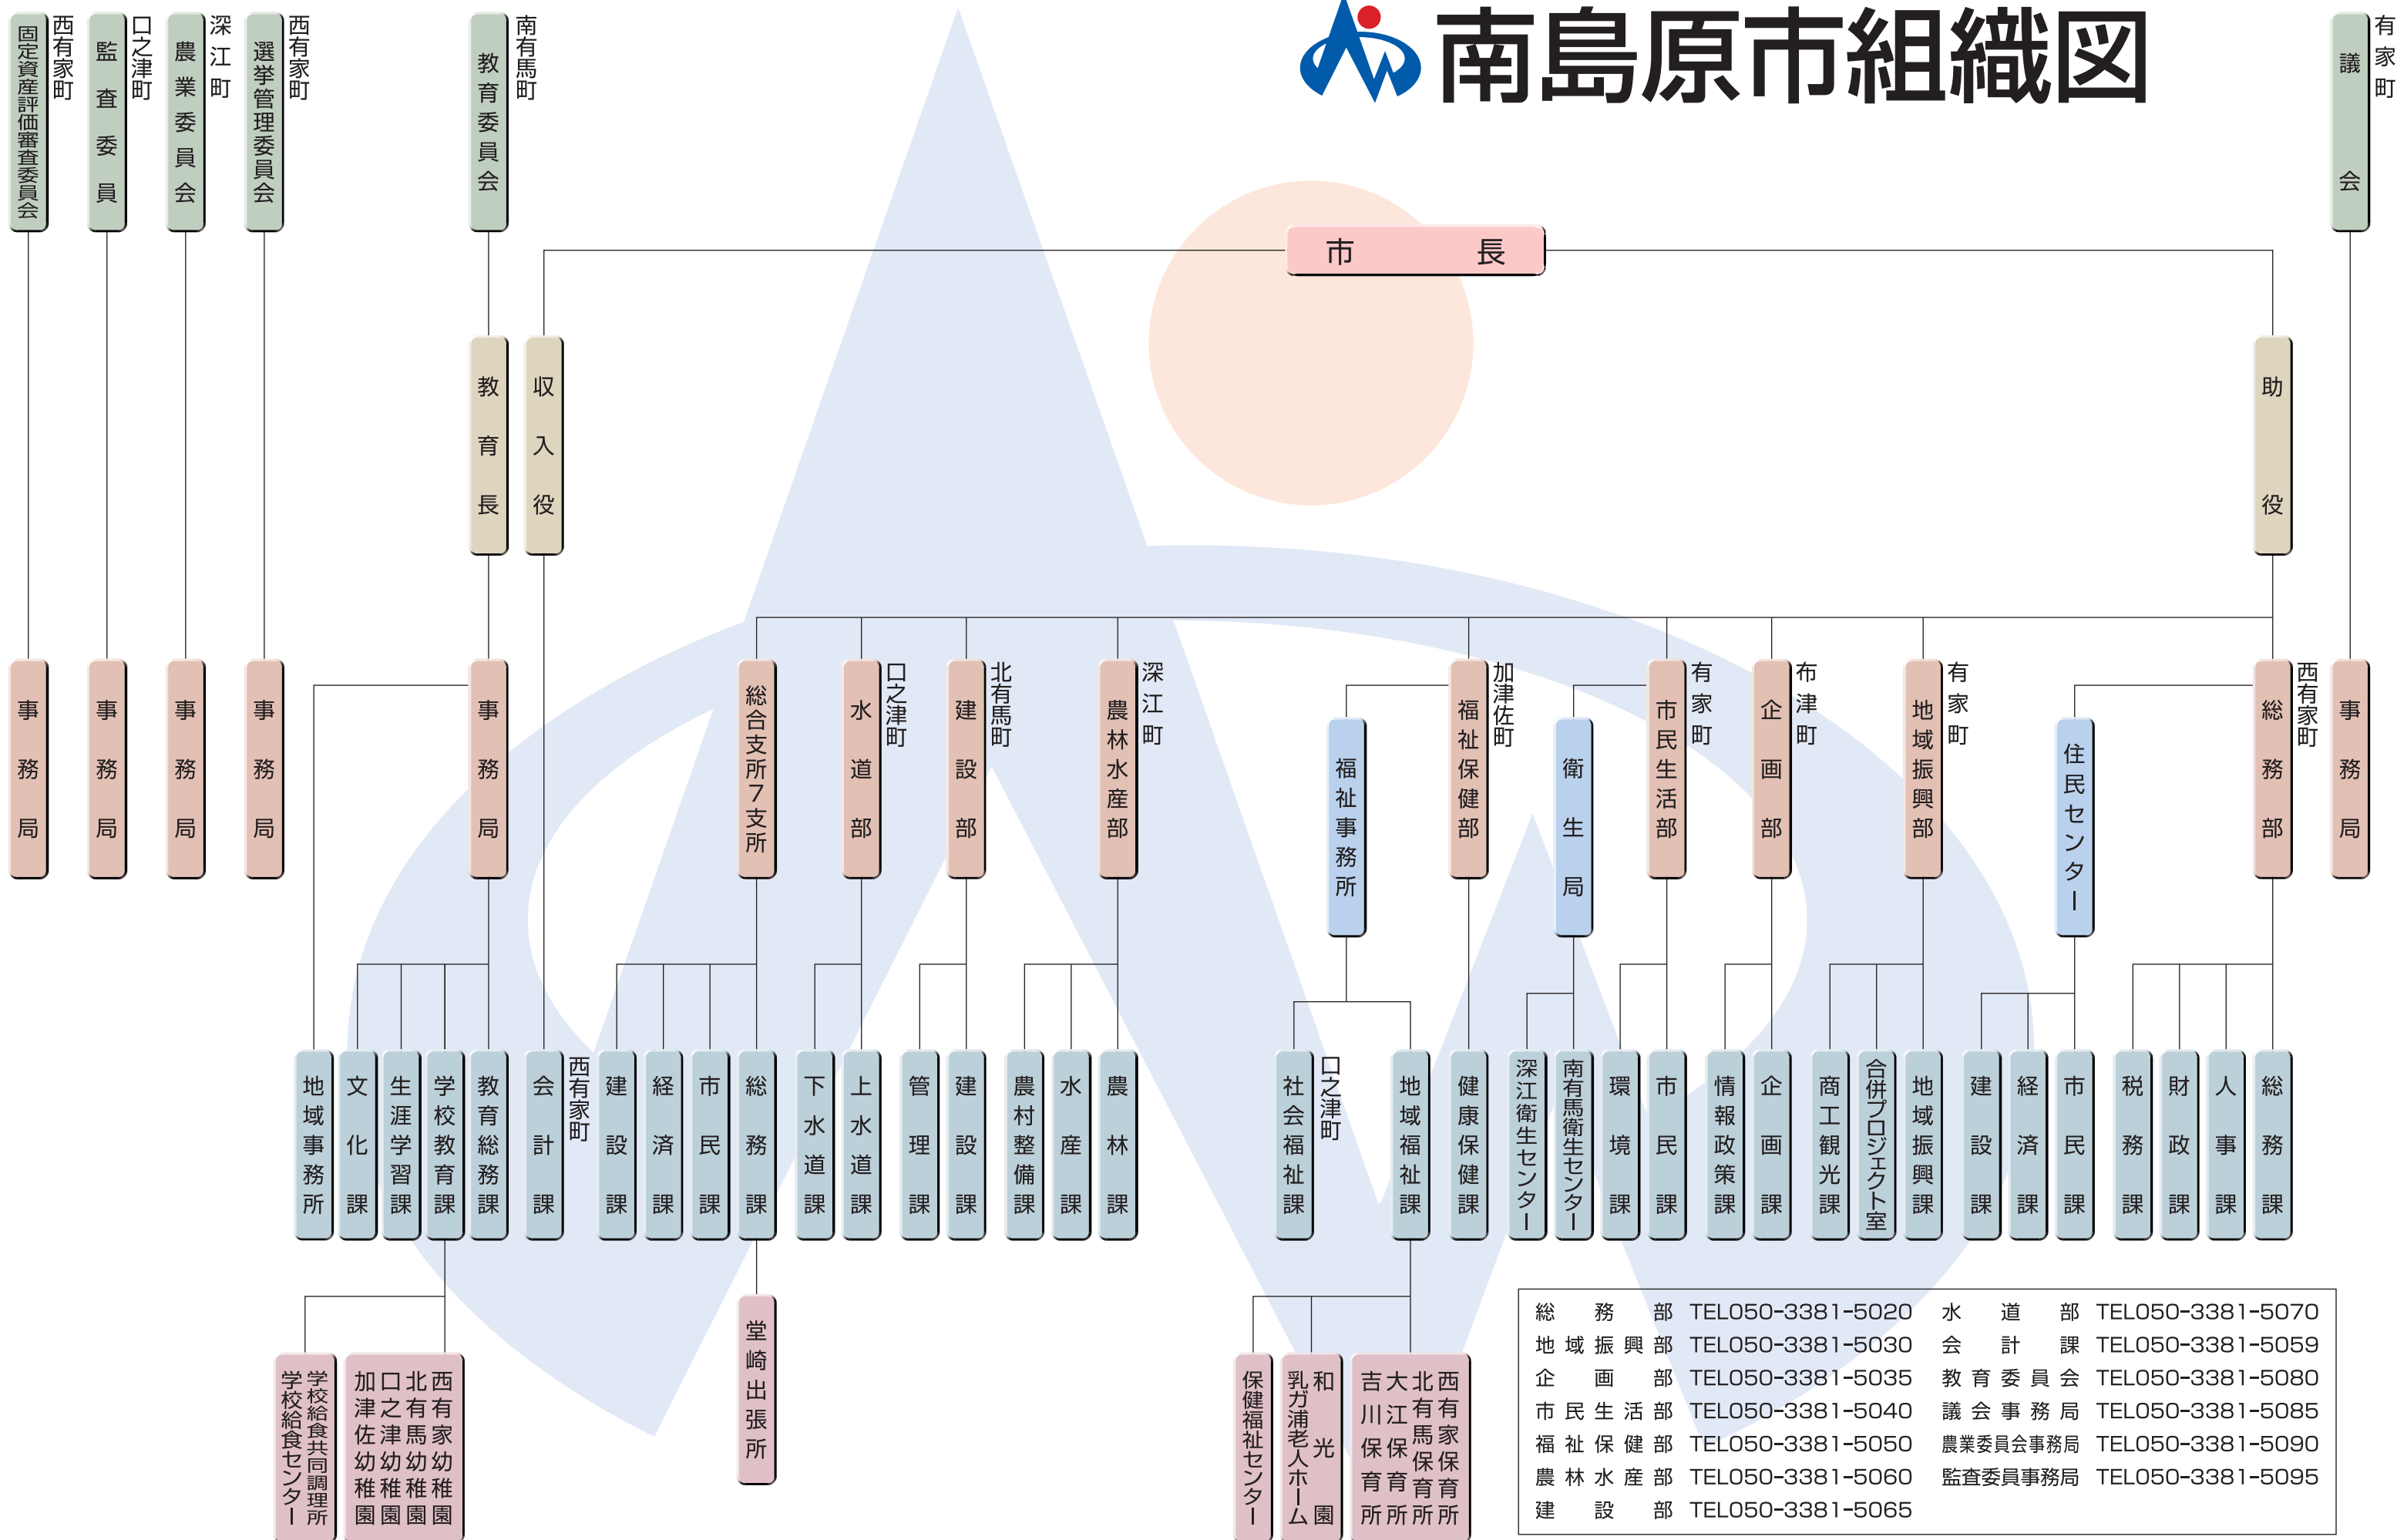 南島原市組織図
有家町
議会
南有馬町
教育委員会
西有家町
選挙管理委員会
深江町
農業委員会
口之津町
監査委員
西有家町
固定資産評価審査委員会
市長
助役
収入役
教育長
事務局
西有家町
総務部
住民センター
有家町
地域振興部
布津町
企画部
有家町
市民生活部
衛生局
加津佐町
福祉保健部
福祉事務所
深江町
農林水産部
北有馬町
建設部
口之津町
水道部
総合支所7支所
事務局
事務局
事務局
事務局
事務局
総務課
人事課
財政課
税務課
市民課
経済課
建設課
地域振興課
合併プロジェクト室
商工観光課
企画課
情報政策課
市民課
環境課
南有馬衛生センター
深江衛生センター
健康保健課
地域福祉課
口之津町
社会福祉課
農林課
水産課
農村整備課
建設課
管理課
上水道課
下水道課
総務課
市民課
経済課
建設課
西有家町
会計課
教育総務課
学校教育課
生涯学習課
文化課
地域事務所
西有家保育所
北有馬保育所
大江保育所
吉川保育所
和光園
乳ガ浦老人ホーム
保健福祉センター
堂崎出張所
西有家幼稚園
北有馬幼稚園
口之津幼稚園
加津佐幼稚園
学校給食共同調理所
学校給食センター
総務部 TEL050-3381-5020
地域振興部 TEL050-3381-5030
企画部 TEL050-3381-5035
市民生活部 TEL050-3381-5040
福祉保健部 TEL050-3381-5050
農林水産部 TEL050-3381-5060
建設部 TEL050-3381-5065
水道部 TEL050-3381-5070
会計課 TEL050-3381-5059
教育委員会 TEL050-3381-5080
議会事務局 TEL050-3381-5085
農業委員会事務局 TEL050-3381-5090
監査委員事務局 TEL050-3381-5095